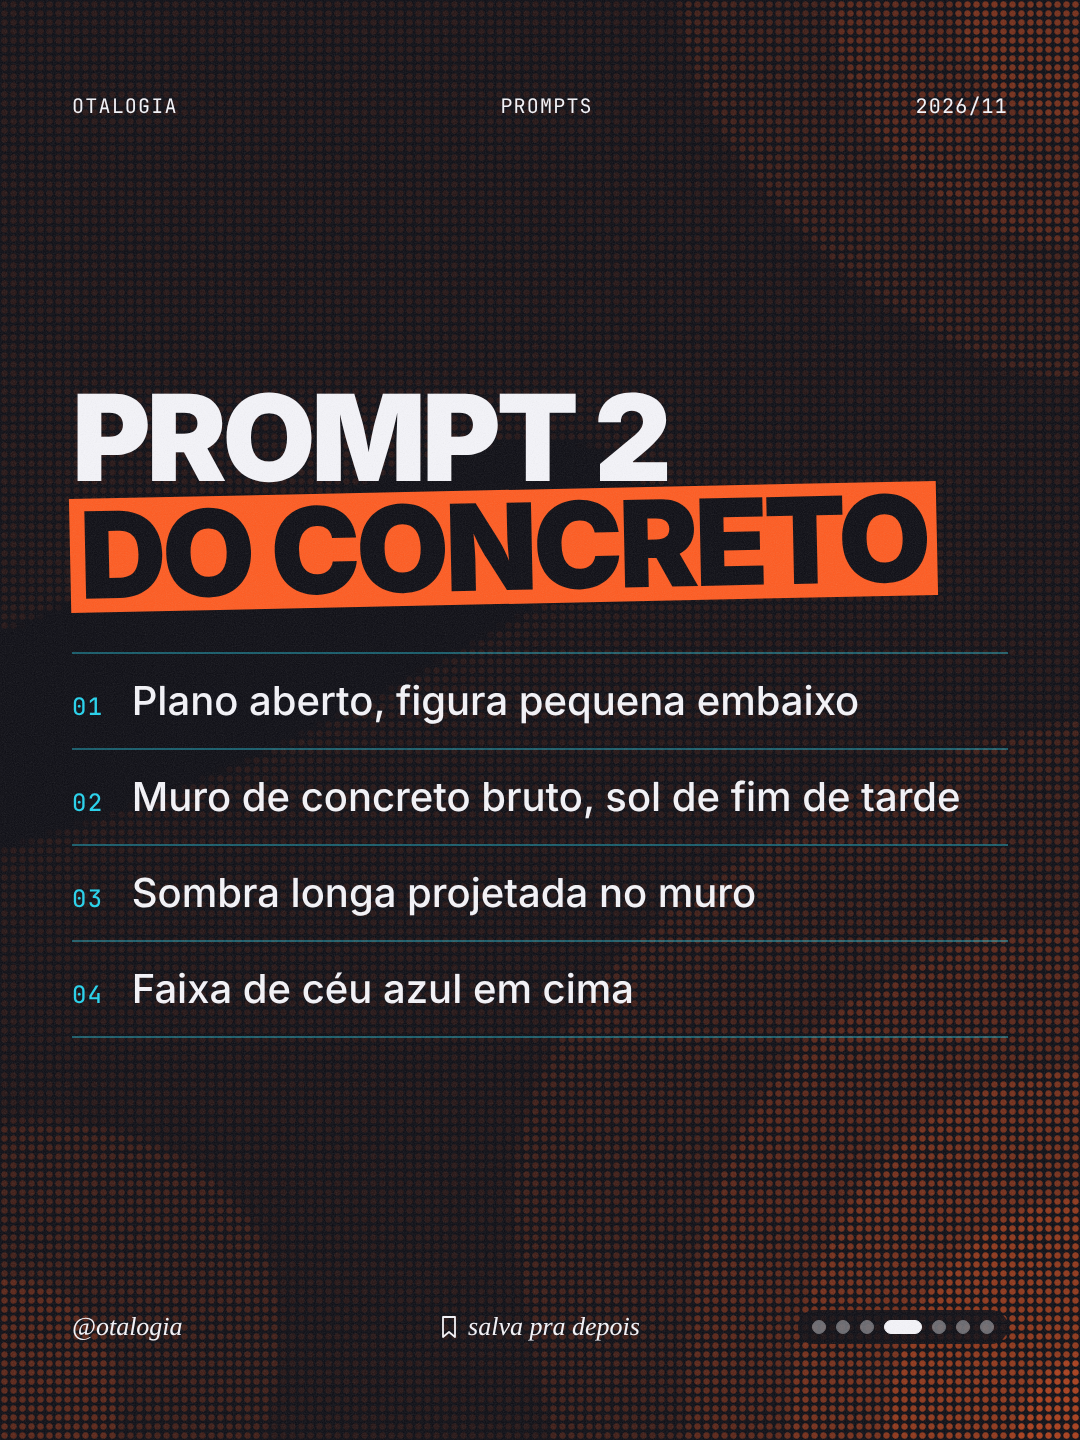 OTALOGIA PROMPTS 2026/11
PROMPT 2
DO CONCRETO
01 Plano aberto, figura pequena embaixo
02 Muro de concreto bruto, sol de fim de tarde
03 Sombra longa projetada no muro
04 Faixa de céu azul em cima
@otalogia salva pra depois